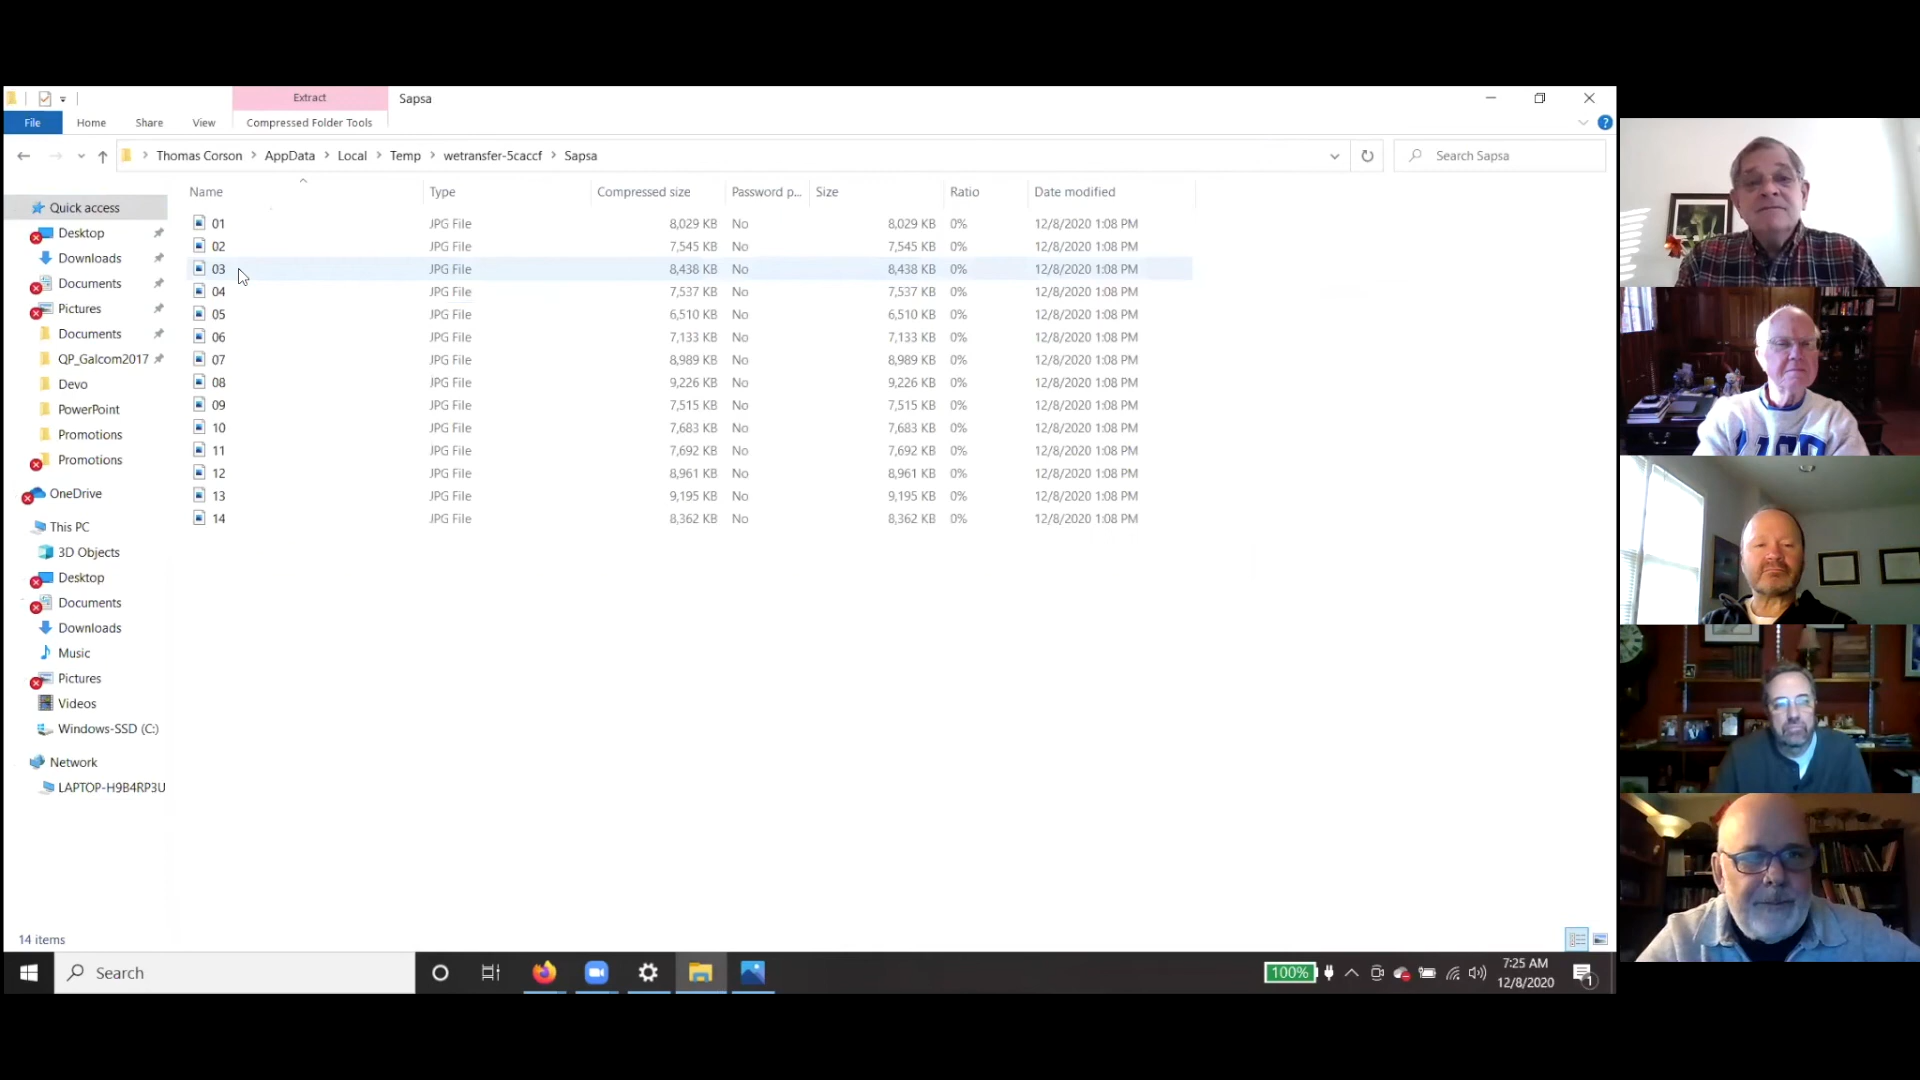 Extract
Sapsa
File
Home
Share
View
Compressed Folder Tools
Thomas Corson > AppData > Local > Temp > wetransfer-5caccf > Sapsa
Search Sapsa
Name Type Compressed size Password p... Size Ratio Date modified
01 JPG File 8,029 KB No 8,029 KB 0% 12/8/2020 1:08 PM
02 JPG File 7,545 KB No 7,545 KB 0% 12/8/2020 1:08 PM
03 JPG File 8,438 KB No 8,438 KB 0% 12/8/2020 1:08 PM
04 JPG File 7,537 KB No 7,537 KB 0% 12/8/2020 1:08 PM
05 JPG File 6,510 KB No 6,510 KB 0% 12/8/2020 1:08 PM
06 JPG File 7,133 KB No 7,133 KB 0% 12/8/2020 1:08 PM
07 JPG File 8,989 KB No 8,989 KB 0% 12/8/2020 1:08 PM
08 JPG File 9,226 KB No 9,226 KB 0% 12/8/2020 1:08 PM
09 JPG File 7,515 KB No 7,515 KB 0% 12/8/2020 1:08 PM
10 JPG File 7,683 KB No 7,683 KB 0% 12/8/2020 1:08 PM
11 JPG File 7,692 KB No 7,692 KB 0% 12/8/2020 1:08 PM
12 JPG File 8,961 KB No 8,961 KB 0% 12/8/2020 1:08 PM
13 JPG File 9,195 KB No 9,195 KB 0% 12/8/2020 1:08 PM
14 JPG File 8,362 KB No 8,362 KB 0% 12/8/2020 1:08 PM
Quick access
Desktop
Downloads
Documents
Pictures
Documents
QP_Galcom2017
Devo
PowerPoint
Promotions
Promotions
OneDrive
This PC
3D Objects
Desktop
Documents
Downloads
Music
Pictures
Videos
Windows-SSD (C:)
Network
LAPTOP-H9B4RP3U
14 items
Search
100%
7:25 AM
12/8/2020
1